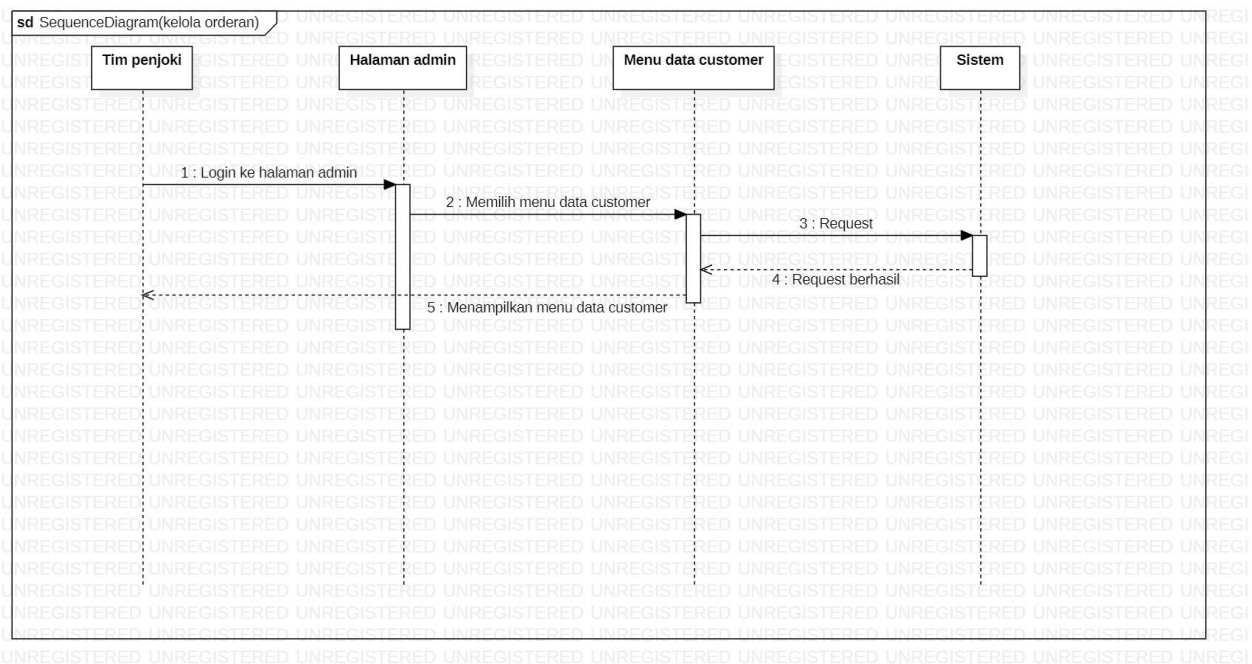 sd SequenceDiagram(kelola orderan)
Tim penjoki
Halaman admin
Menu data customer
Sistem
1 : Login ke halaman admin
2 : Memilih menu data customer
3 : Request
4 : Request berhasil
5 : Menampilkan menu data customer
UNREGISTERED